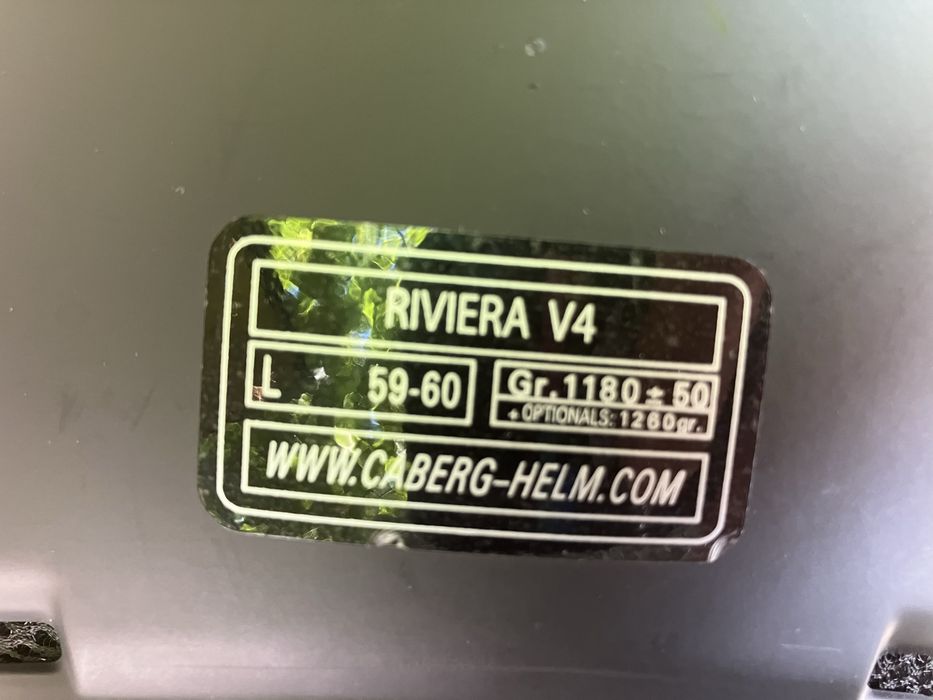 RIVIERA V4
L 59-60
Gr.1180 ± 50
+ OPTIONALS: 1260gr.
WWW.CABERG-HELM.COM